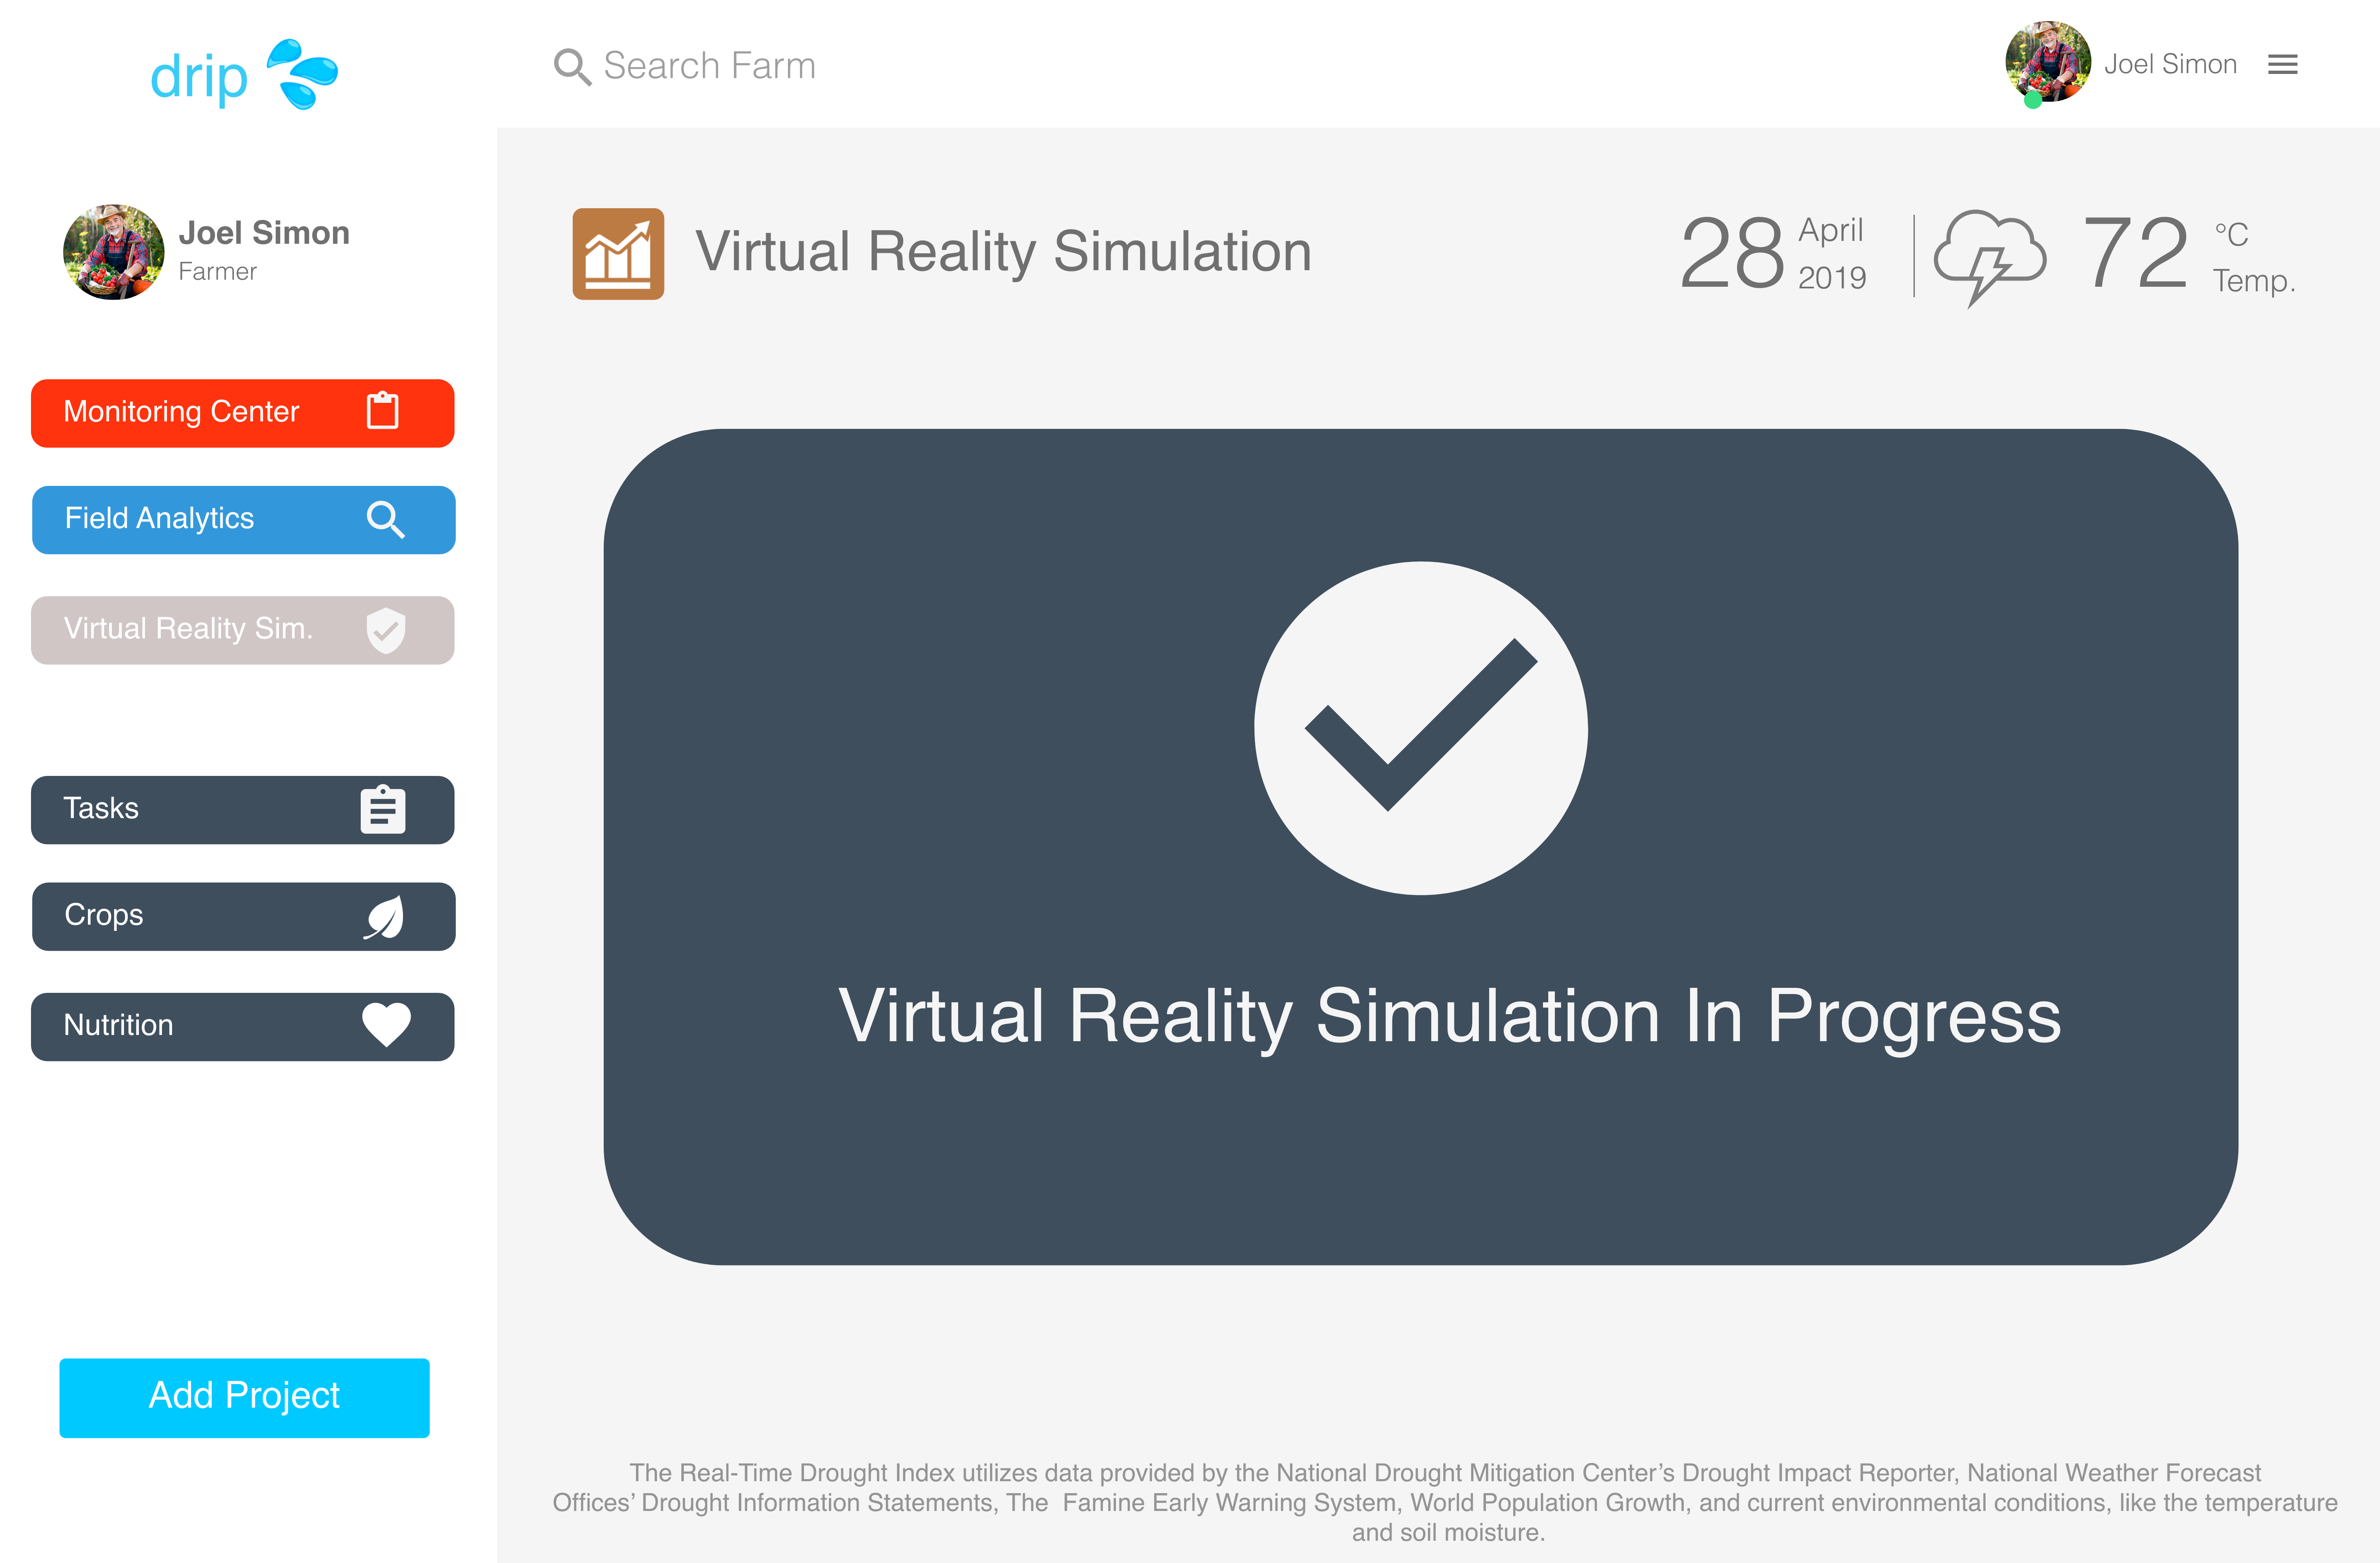 drip
Search Farm
Joel Simon
Joel Simon
Farmer
Virtual Reality Simulation
28 April 2019
72 °C Temp.
Monitoring Center
Field Analytics
Virtual Reality Sim.
Tasks
Crops
Nutrition
Add Project
Virtual Reality Simulation In Progress
The Real-Time Drought Index utilizes data provided by the National Drought Mitigation Center’s Drought Impact Reporter, National Weather Forecast
Offices’ Drought Information Statements, The  Famine Early Warning System, World Population Growth, and current environmental conditions, like the temperature
and soil moisture.